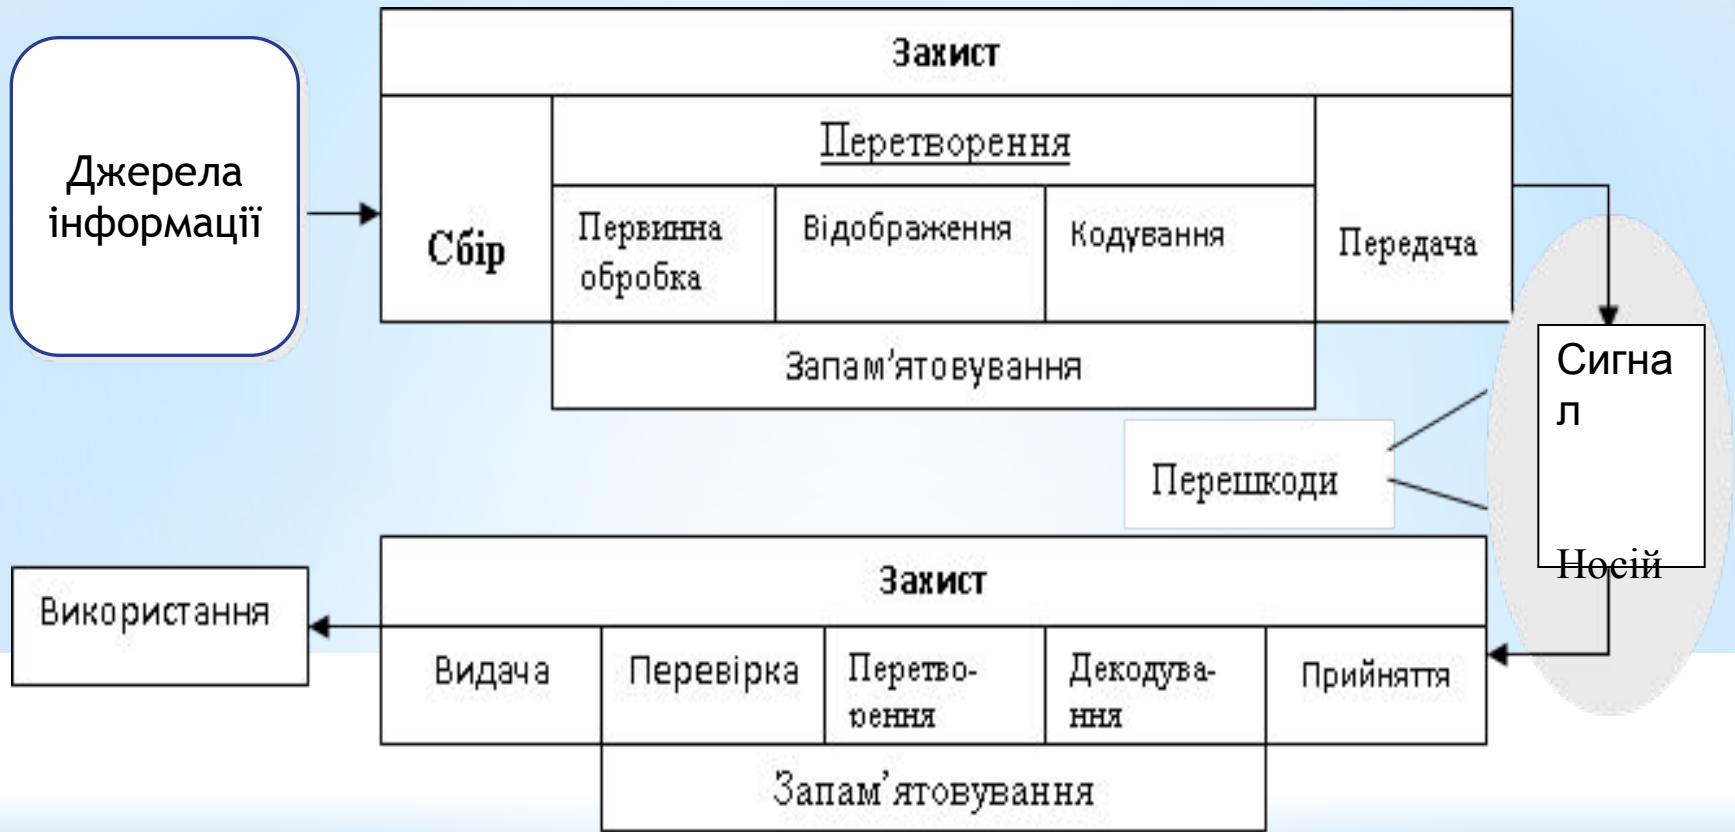 Джерела
інформації
Захист
Перетворення
Сбір
Первинна
обробка
Відображення
Кодування
Передача
Запам'ятовування
Сигна
л
Носій
Перешкоди
Захист
Використання
Видача
Перевірка
Перетво-
рення
Декодува-
ння
Прийняття
Запам'ятовування